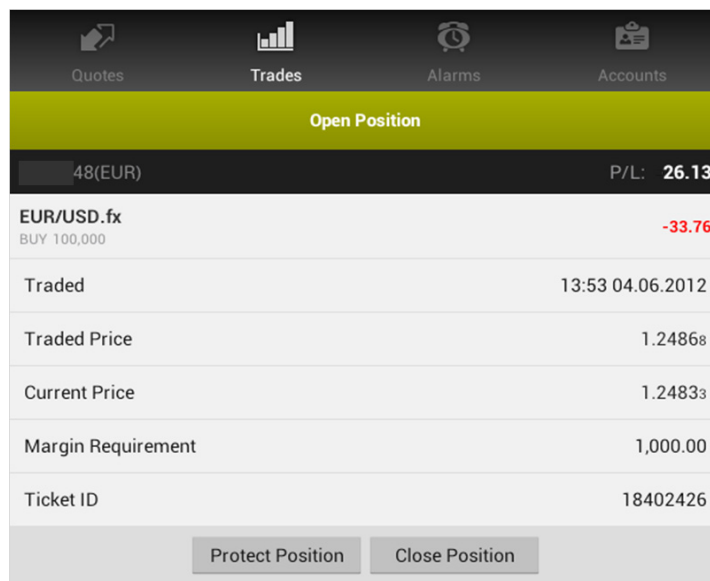 Quotes Trades Alarms Accounts
Open Position
48(EUR) P/L: 26.13
EUR/USD.fx -33.76
BUY 100,000
Traded 13:53 04.06.2012
Traded Price 1.24868
Current Price 1.24833
Margin Requirement 1,000.00
Ticket ID 18402426
Protect Position Close Position